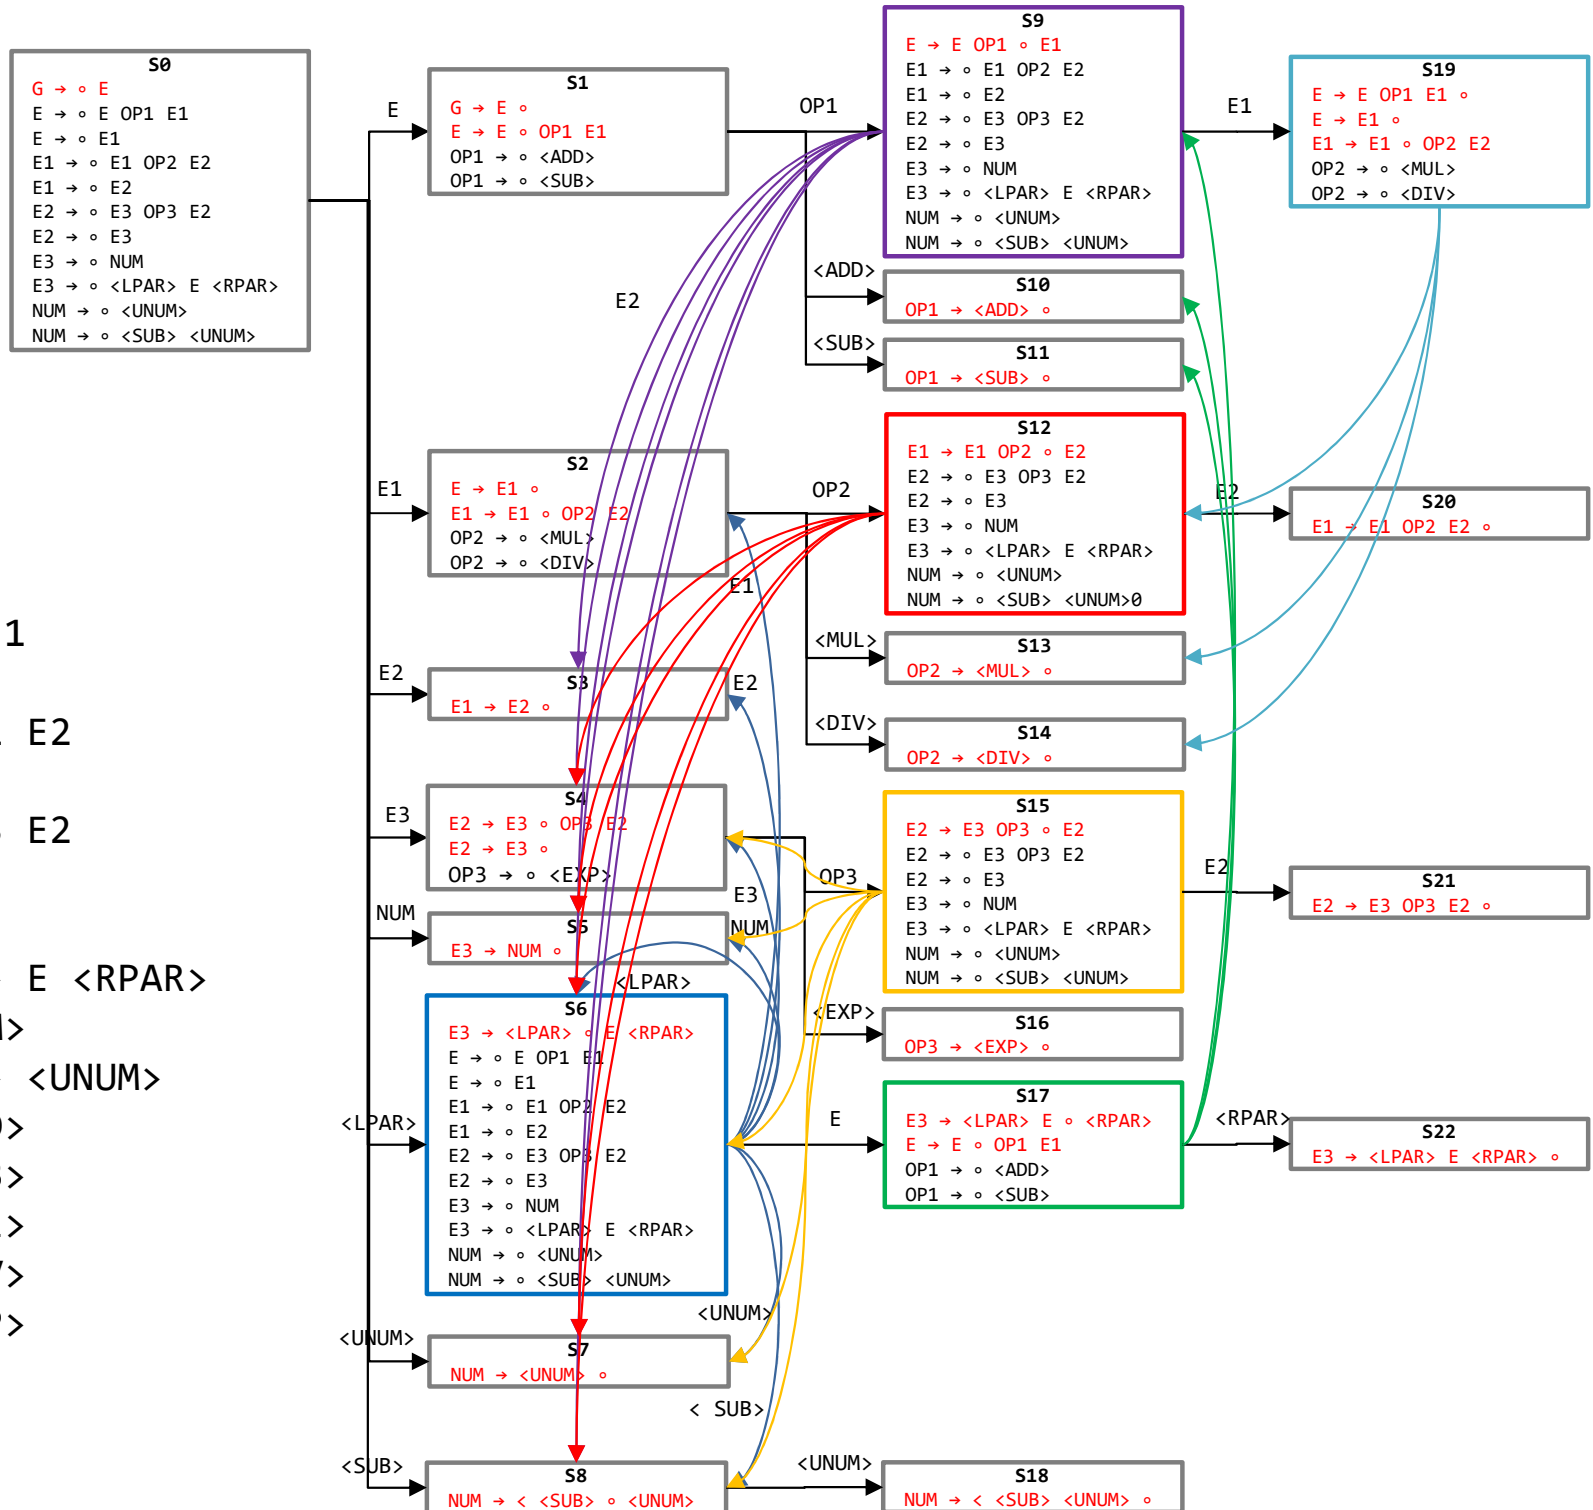 S0
G → ∘ E
E → ∘ E OP1 E1
E → ∘ E1
E1 → ∘ E1 OP2 E2
E1 → ∘ E2
E2 → ∘ E3 OP3 E2
E2 → ∘ E3
E3 → ∘ NUM
E3 → ∘ <LPAR> E <RPAR>
NUM → ∘ <UNUM>
NUM → ∘ <SUB> <UNUM>
E
S1
G → E ∘
E → E ∘ OP1 E1
OP1 → ∘ <ADD>
OP1 → ∘ <SUB>
OP1
S9
E → E OP1 ∘ E1
E1 → ∘ E1 OP2 E2
E1 → ∘ E2
E2 → ∘ E3 OP3 E2
E2 → ∘ E3
E3 → ∘ NUM
E3 → ∘ <LPAR> E <RPAR>
NUM → ∘ <UNUM>
NUM → ∘ <SUB> <UNUM>
E1
S19
E → E OP1 E1 ∘
E → E1 ∘
E1 → E1 ∘ OP2 E2
OP2 → ∘ <MUL>
OP2 → ∘ <DIV>
E2
<ADD>
S10
OP1 → <ADD> ∘
<SUB>
S11
OP1 → <SUB> ∘
E1
S2
E → E1 ∘
E1 → E1 ∘ OP2 E2
OP2 → ∘ <MUL>
OP2 → ∘ <DIV>
OP2
S12
E1 → E1 OP2 ∘ E2
E2 → ∘ E3 OP3 E2
E2 → ∘ E3
E3 → ∘ NUM
E3 → ∘ <LPAR> E <RPAR>
NUM → ∘ <UNUM>
NUM → ∘ <SUB> <UNUM>0
E2
S20
E1 → E1 OP2 E2 ∘
E1
<MUL>
S13
OP2 → <MUL> ∘
<DIV>
S14
OP2 → <DIV> ∘
1
E2
E2
E <RPAR>
>
<UNUM>
>
>
>
>
>
E2
S3
E1 → E2 ∘
E2
E3
S4
E2 → E3 ∘ OP3 E2
E2 → E3 ∘
OP3 → ∘ <EXP>
E3
OP3
S15
E2 → E3 OP3 ∘ E2
E2 → ∘ E3 OP3 E2
E2 → ∘ E3
E3 → ∘ NUM
E3 → ∘ <LPAR> E <RPAR>
NUM → ∘ <UNUM>
NUM → ∘ <SUB> <UNUM>
E2
S21
E2 → E3 OP3 E2 ∘
NUM
S5
E3 → NUM ∘
NUM
<LPAR>
<EXP>
S16
OP3 → <EXP> ∘
<LPAR>
S6
E3 → <LPAR> ∘ E <RPAR>
E → ∘ E OP1 E1
E → ∘ E1
E1 → ∘ E1 OP2 E2
E1 → ∘ E2
E2 → ∘ E3 OP3 E2
E2 → ∘ E3
E3 → ∘ NUM
E3 → ∘ <LPAR> E <RPAR>
NUM → ∘ <UNUM>
NUM → ∘ <SUB> <UNUM>
E
S17
E3 → <LPAR> E ∘ <RPAR>
E → E ∘ OP1 E1
OP1 → ∘ <ADD>
OP1 → ∘ <SUB>
<RPAR>
S22
E3 → <LPAR> E <RPAR> ∘
<UNUM>
<UNUM>
S7
NUM → <UNUM> ∘
< SUB>
<SUB>
S8
NUM → < <SUB> ∘ <UNUM>
<UNUM>
S18
NUM → < <SUB> <UNUM> ∘